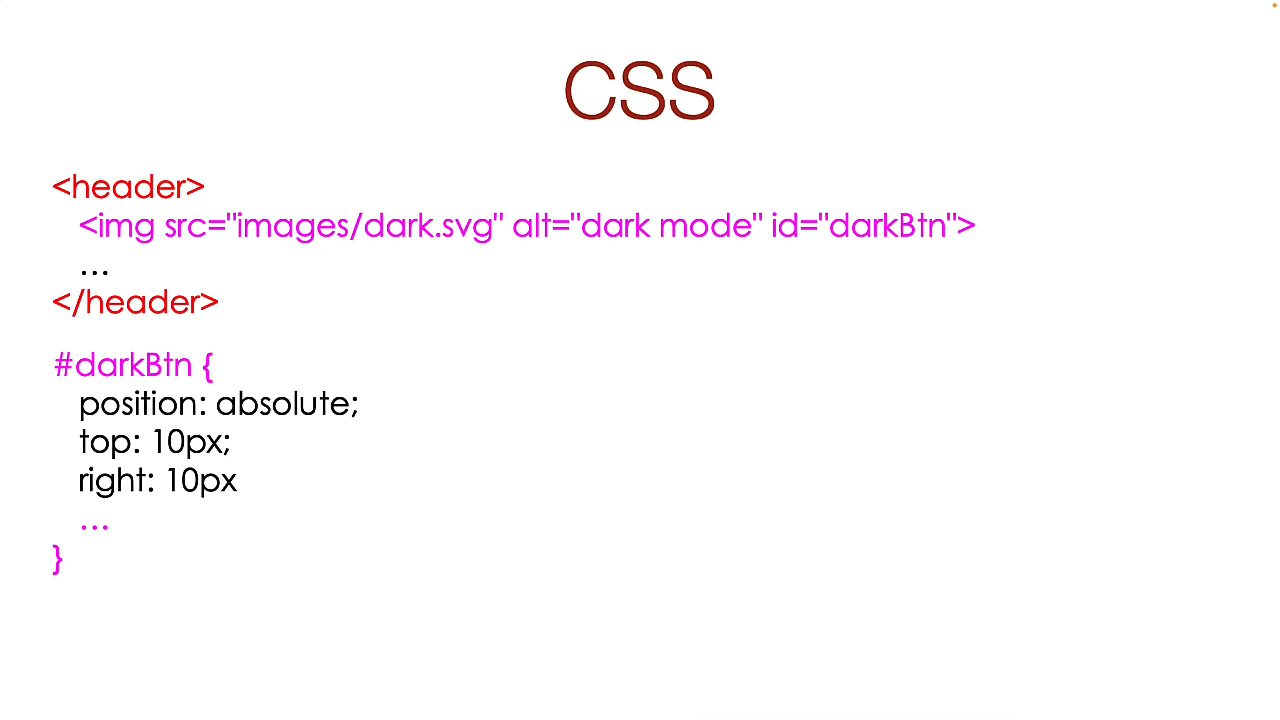 CSS
<header>
<img src="images/dark.svg" alt="dark mode" id="darkBtn">
…
</header>
#darkBtn {
position: absolute;
top: 10px;
right: 10px
…
}